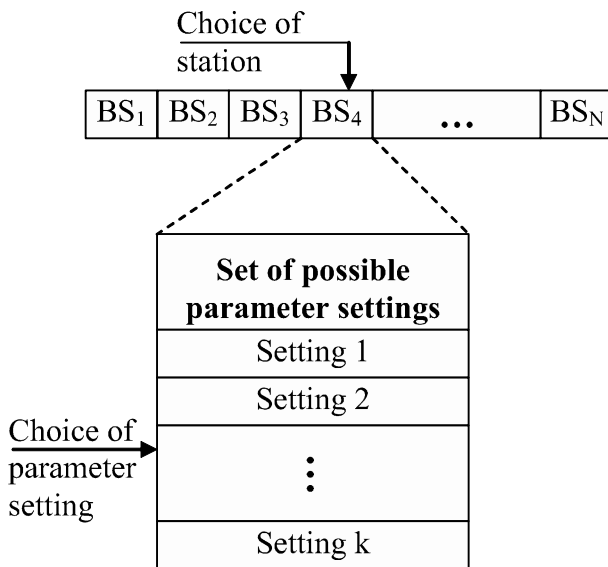 Choice of
station
BS₁ BS₂ BS₃ BS₄ ... BS_N
Set of possible
parameter settings
Setting 1
Setting 2
Choice of
parameter
setting
⋮
Setting k